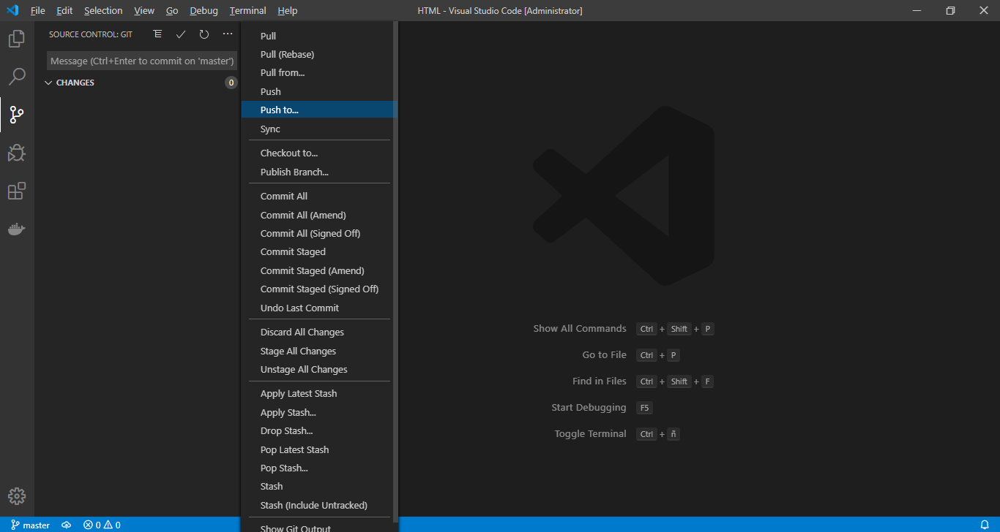 File Edit Selection View Go Debug Terminal Help
HTML - Visual Studio Code [Administrator]
SOURCE CONTROL: GIT
Message (Ctrl+Enter to commit on 'master')
CHANGES 0
Pull
Pull (Rebase)
Pull from...
Push
Push to...
Sync
Checkout to...
Publish Branch...
Commit All
Commit All (Amend)
Commit All (Signed Off)
Commit Staged
Commit Staged (Amend)
Commit Staged (Signed Off)
Undo Last Commit
Discard All Changes
Stage All Changes
Unstage All Changes
Apply Latest Stash
Apply Stash...
Drop Stash...
Pop Latest Stash
Pop Stash...
Stash
Stash (Include Untracked)
Show Git Output
Show All Commands Ctrl + Shift + P
Go to File Ctrl + P
Find in Files Ctrl + Shift + F
Start Debugging F5
Toggle Terminal Ctrl + ñ
master 0 0